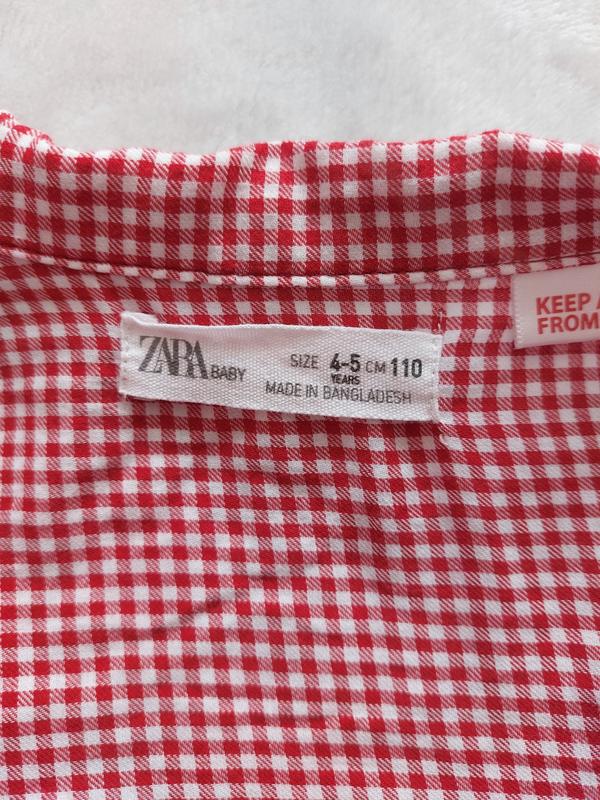 ZARA BABY SIZE 4-5 CM 110
YEARS
MADE IN BANGLADESH
KEEP
FROM